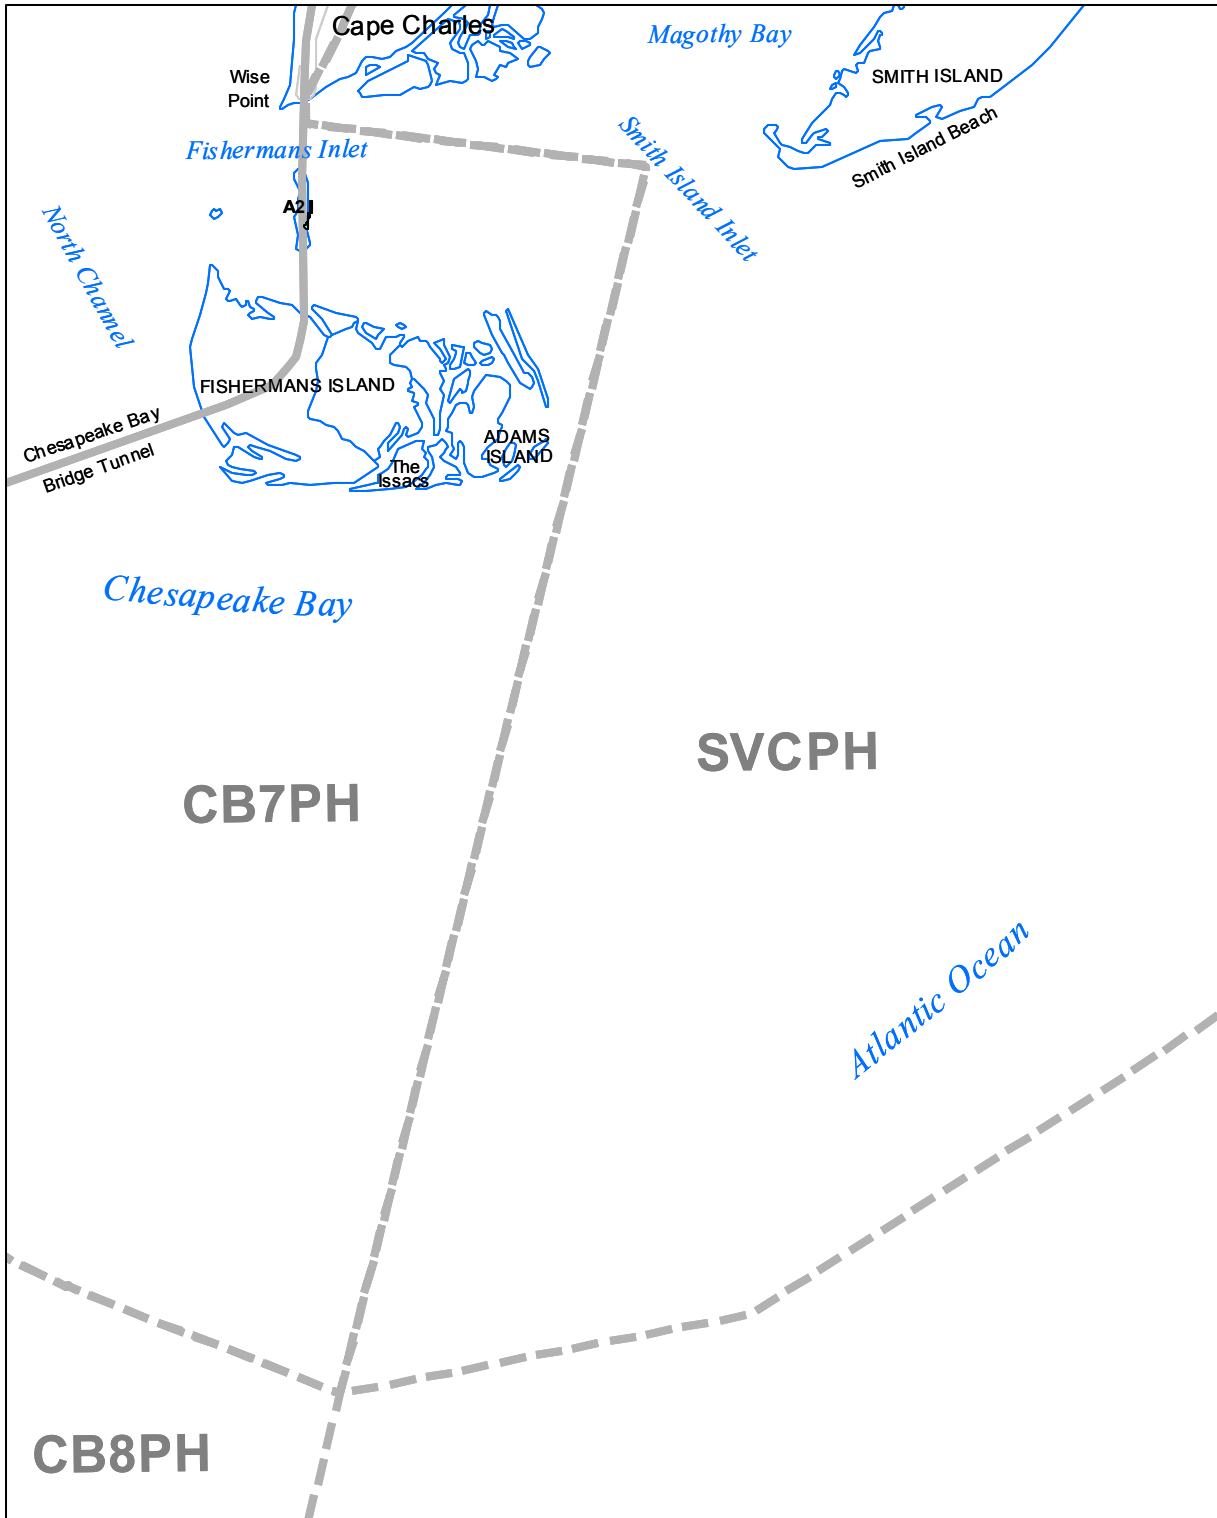 Cape Charles
Magothy Bay
Wise
Point
SMITH ISLAND
Smith Island Beach
Fishermans Inlet
Smith Island Inlet
A2
North Channel
FISHERMANS ISLAND
Chesapeake Bay
Bridge Tunnel
ADAMS
ISLAND
The
Issacs
Chesapeake Bay
SVCPH
CB7PH
Atlantic Ocean
CB8PH